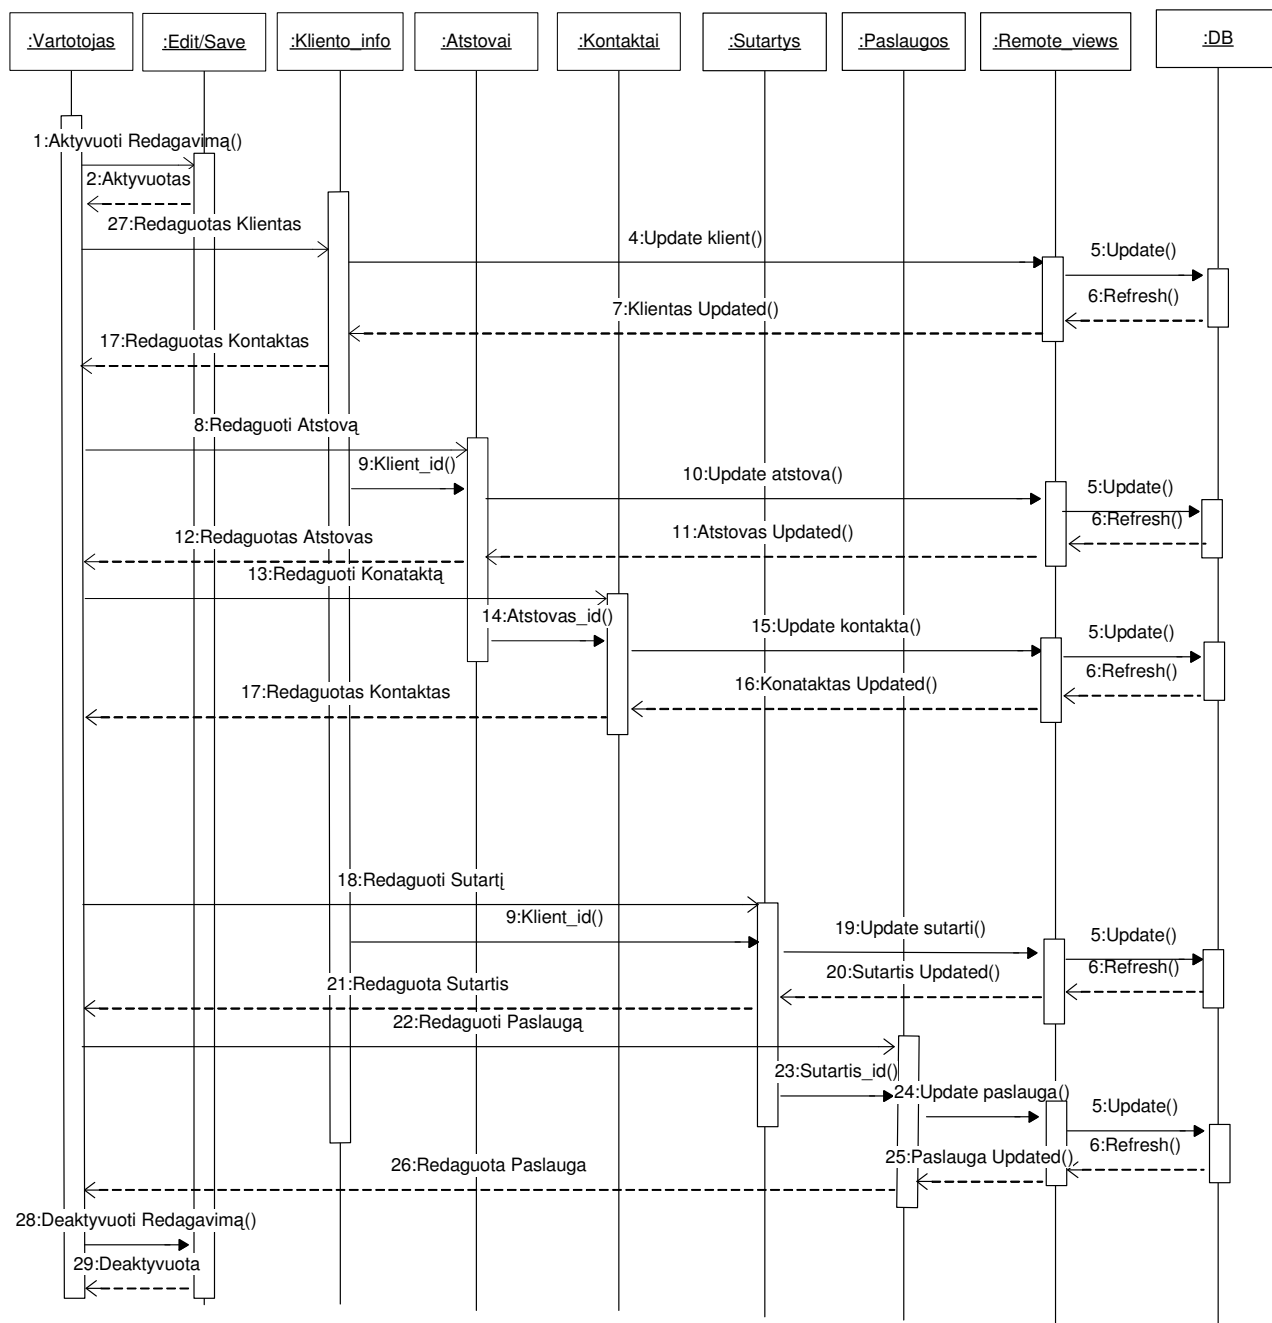 :Vartotojas
:Edit/Save
:Kliento_info
:Atstovai
:Kontaktai
:Sutartys
:Paslaugos
:Remote_views
:DB
1:Aktyvuoti Redagavimą()
2:Aktyvuotas
27:Redaguotas Klientas
4:Update klient()
5:Update()
6:Refresh()
7:Klientas Updated()
17:Redaguotas Kontaktas
8:Redaguoti Atstovą
9:Klient_id()
10:Update atstova()
5:Update()
6:Refresh()
11:Atstovas Updated()
12:Redaguotas Atstovas
13:Redaguoti Konataktą
14:Atstovas_id()
15:Update kontakta()
5:Update()
6:Refresh()
16:Konataktas Updated()
17:Redaguotas Kontaktas
18:Redaguoti Sutartį
9:Klient_id()
19:Update sutarti()
5:Update()
6:Refresh()
20:Sutartis Updated()
21:Redaguota Sutartis
22:Redaguoti Paslaugą
23:Sutartis_id()
24:Update paslauga()
5:Update()
6:Refresh()
25:Paslauga Updated()
26:Redaguota Paslauga
28:Deaktyvuoti Redagavimą()
29:Deaktyvuota